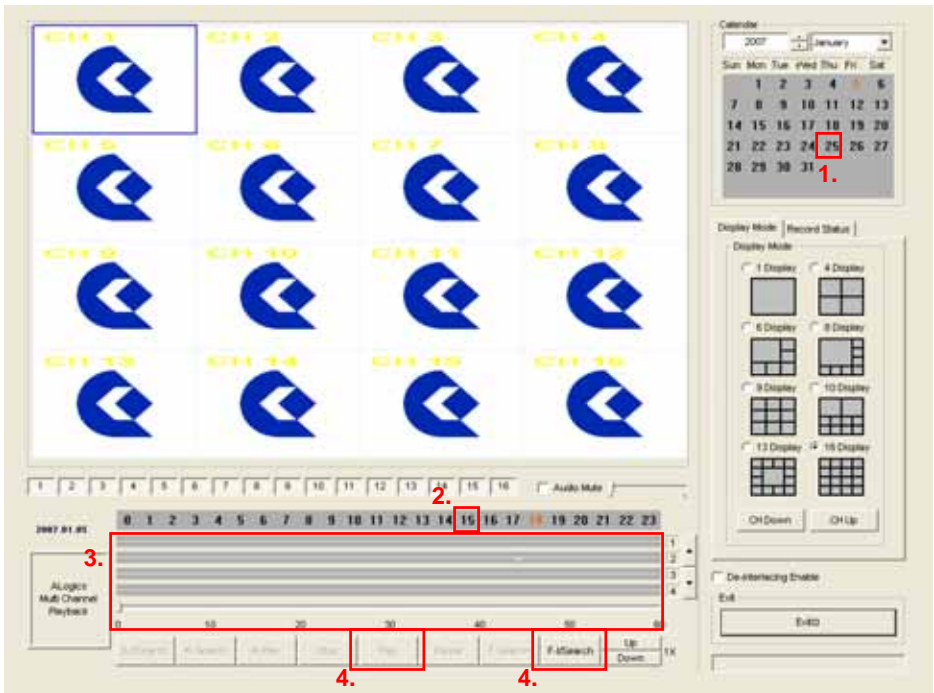 CH 1 CH 2 CH 3 CH 4
CH 5 CH 6 CH 7 CH 8
CH 9 CH 10 CH 11 CH 12
CH 13 CH 14 CH 15 CH 16
Calendar
2007 January
Sun Mon Tue Wed Thu Fri Sat
1 2 3 4 5 6
7 8 9 10 11 12 13
14 15 16 17 18 19 20
21 22 23 24 25 26 27
28 29 30 31
1.
Display Mode Record Status
Display Mode
1 Display 4 Display
6 Display 8 Display
9 Display 10 Display
13 Display 16 Display
CH Down CH Up
De-interlacing Enable
Exit
Exit
1 2 3 4 5 6 7 8 9 10 11 12 13 14 15 16 Audio Mute
2.
2007.01.05
0 1 2 3 4 5 6 7 8 9 10 11 12 13 14 15 16 17 18 19 20 21 22 23
3.
1
2
3
4
ALogics
Multi Channel
Playback
0 10 20 30 40 50 60
Stop Play Pause F-Search F-IdSearch Up
Down 1X
4. 4.